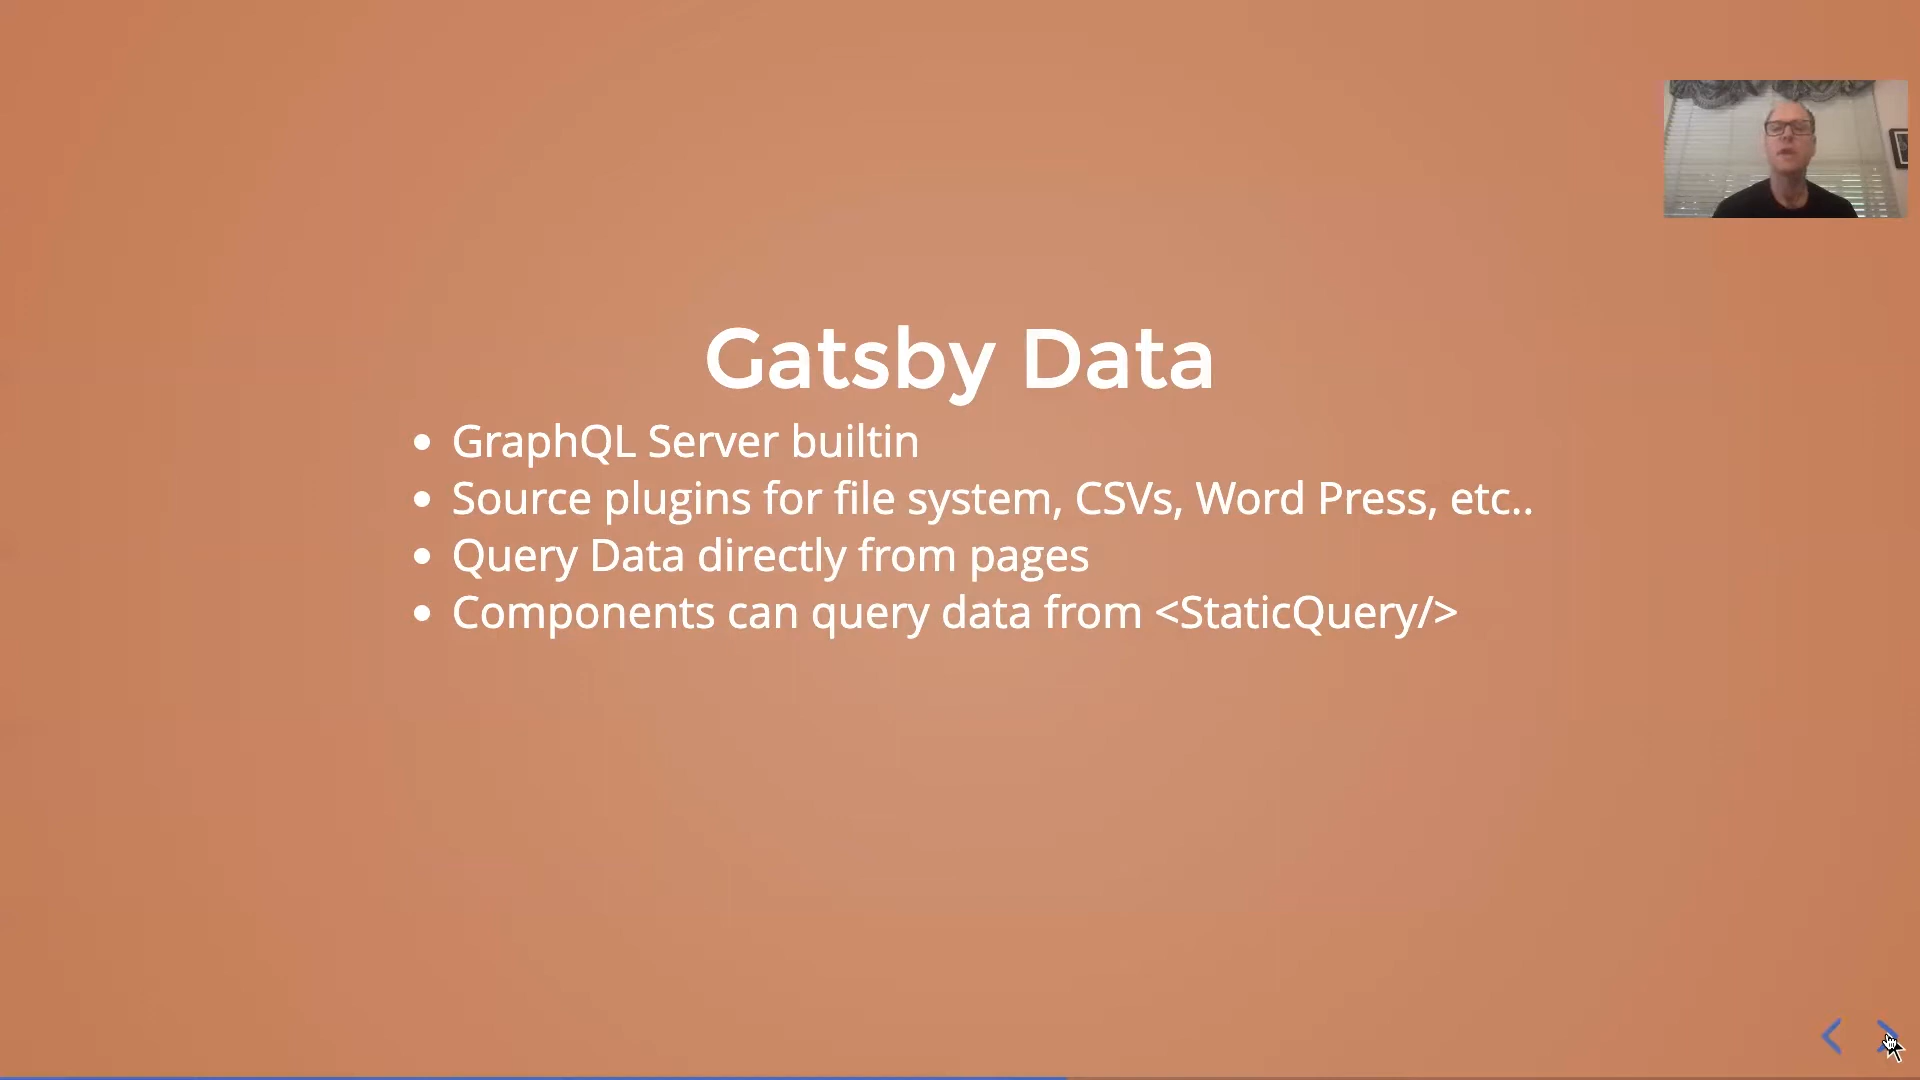 Gatsby Data
• GraphQL Server builtin
• Source plugins for file system, CSVs, Word Press, etc..
• Query Data directly from pages
• Components can query data from <StaticQuery/>